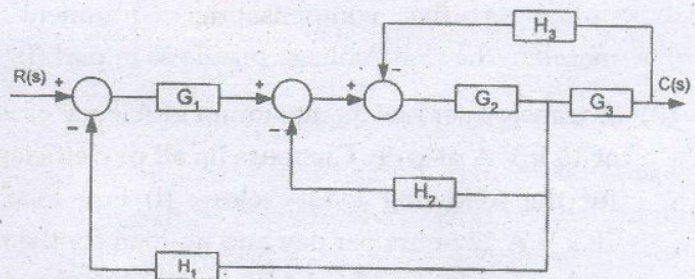 H₃
R(s) + G₁ + + G₂ G₃ C(s)
− − −
H₂
H₁